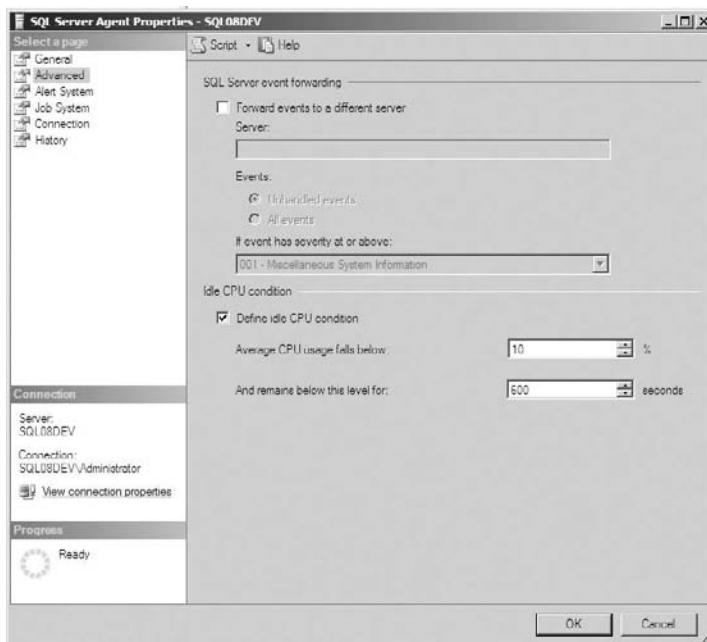 SQL Server Agent Properties - SQL08DEV
Select a page
General
Advanced
Alert System
Job System
Connection
History
Script
Help
SQL Server event forwarding
Forward events to a different server
Server:
Events:
Unhandled events
All events
If event has severity at or above:
001 - Miscellaneous System Information
Idle CPU condition
Define idle CPU condition
Average CPU usage falls below:
10
%
And remains below this level for:
600
seconds
Connection
Server:
SQL08DEV
Connection:
SQL08DEV\Administrator
View connection properties
Progress
Ready
OK
Cancel